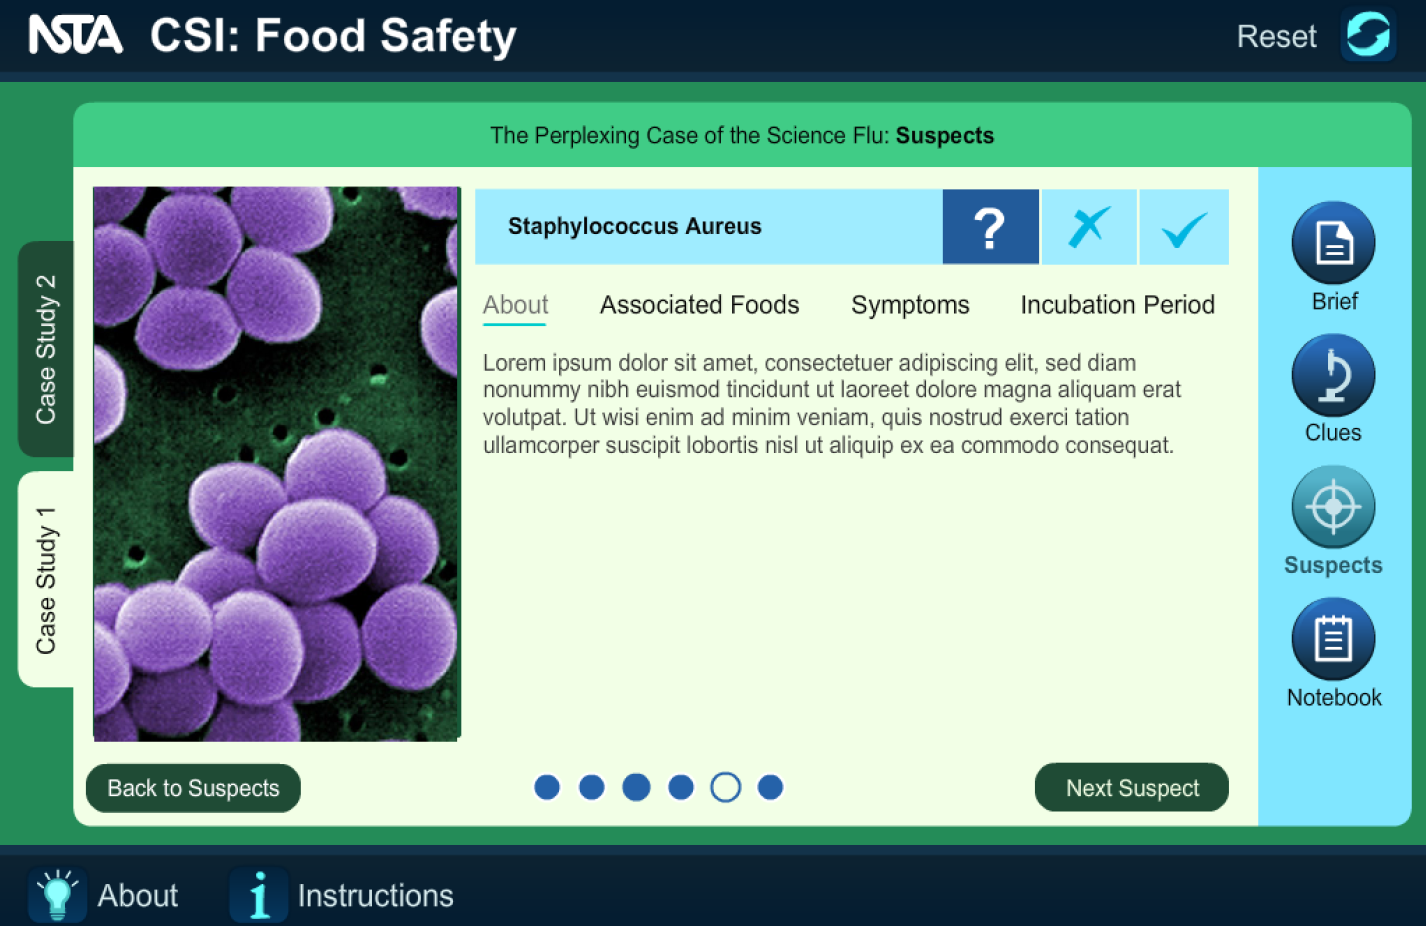 NSTA CSI: Food Safety
Reset
The Perplexing Case of the Science Flu: Suspects
Case Study 2
Case Study 1
Staphylococcus Aureus
?
About
Associated Foods
Symptoms
Incubation Period
Lorem ipsum dolor sit amet, consectetuer adipiscing elit, sed diam
nonummy nibh euismod tincidunt ut laoreet dolore magna aliquam erat
volutpat. Ut wisi enim ad minim veniam, quis nostrud exerci tation
ullamcorper suscipit lobortis nisl ut aliquip ex ea commodo consequat.
Brief
Clues
Suspects
Notebook
Back to Suspects
Next Suspect
About
i Instructions